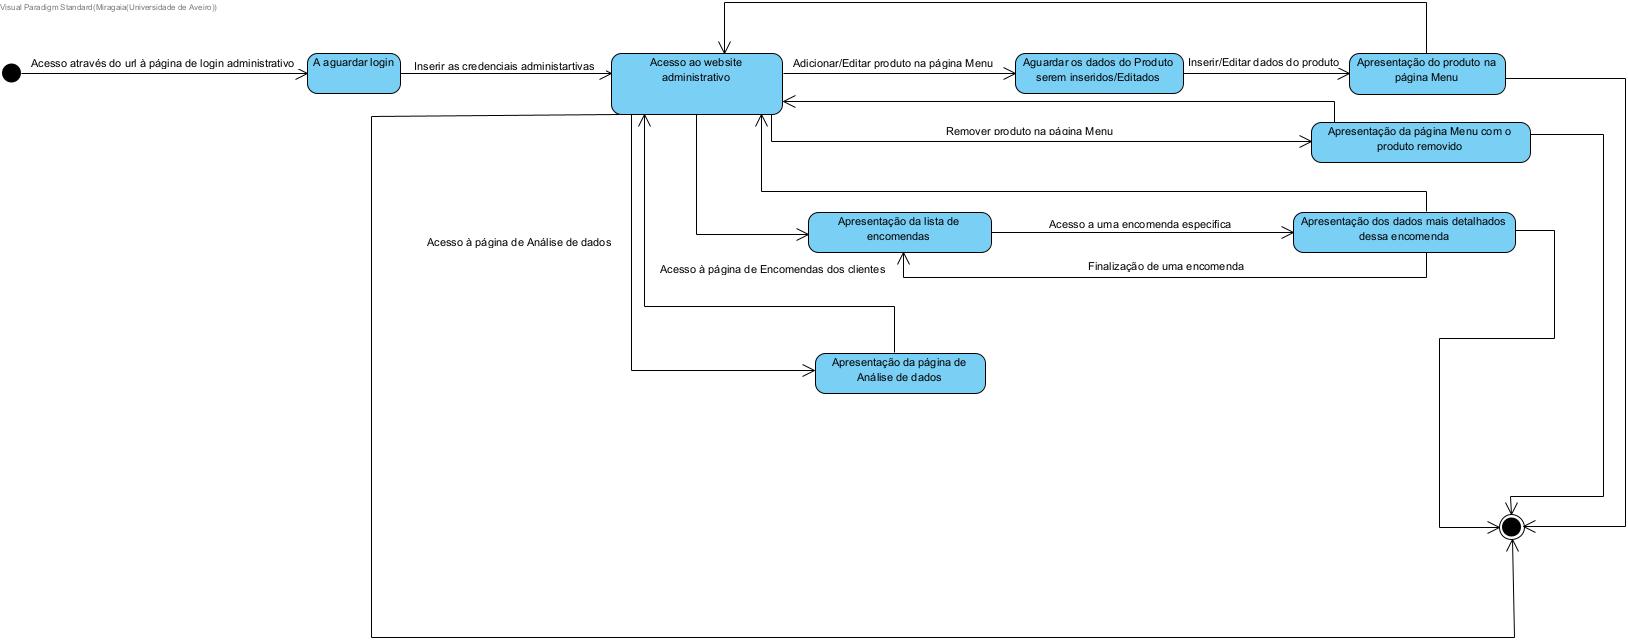 Visual Paradigm Standard(Miragaia(Universidade de Aveiro))
Acesso através do url à página de login administrativo
A aguardar login
Inserir as credenciais administartivas
Acesso ao website
administrativo
Adicionar/Editar produto na página Menu
Aguardar os dados do Produto
serem inseridos/Editados
Inserir/Editar dados do produto
Apresentação do produto na
página Menu
Remover produto na página Menu
Apresentação da página Menu com o
produto removido
Acesso à página de Análise de dados
Apresentação da lista de
encomendas
Acesso a uma encomenda especifica
Apresentação dos dados mais detalhados
dessa encomenda
Acesso à página de Encomendas dos clientes
Finalização de uma encomenda
Apresentação da página de
Análise de dados